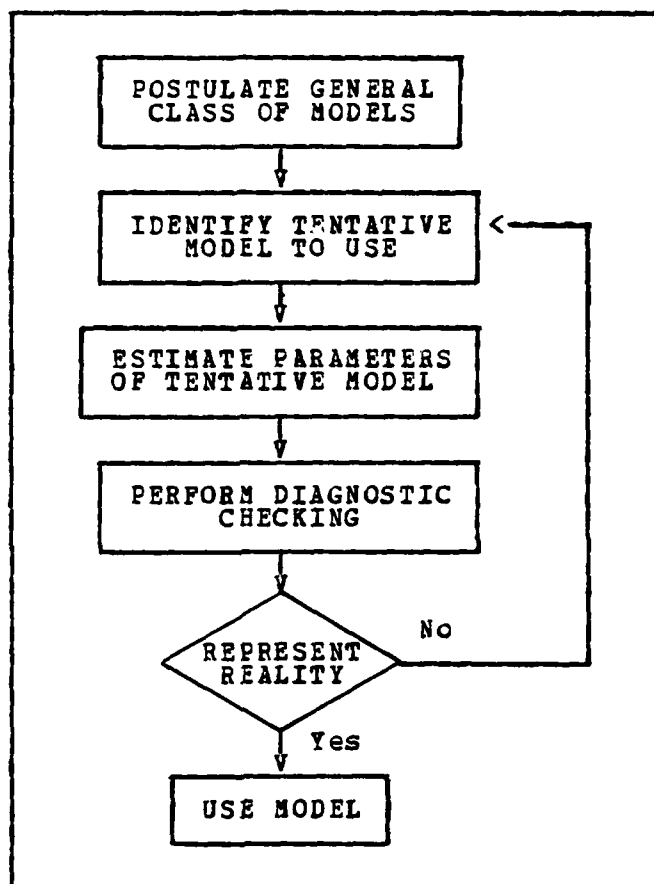 POSTULATE GENERAL
CLASS OF MODELS
IDENTIFY TENTATIVE
MODEL TO USE
ESTIMATE PARAMETERS
OF TENTATIVE MODEL
PERFORM DIAGNOSTIC
CHECKING
REPRESENT
REALITY
No
Yes
USE MODEL